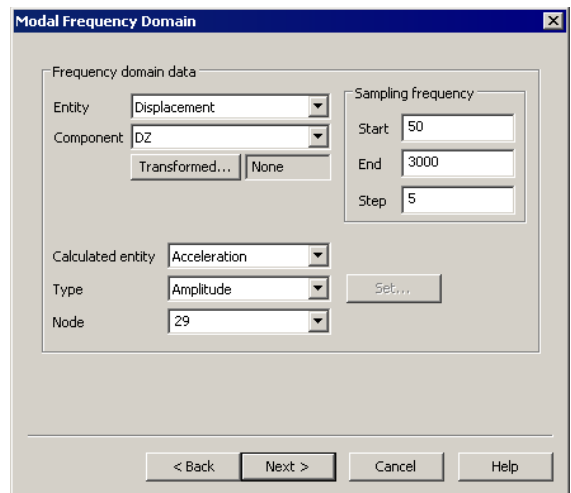 Modal Frequency Domain
Frequency domain data
Entity Displacement
Component DZ
Transformed... None
Sampling frequency
Start 50
End 3000
Step 5
Calculated entity Acceleration
Type Amplitude Set...
Node 29
< Back Next > Cancel Help